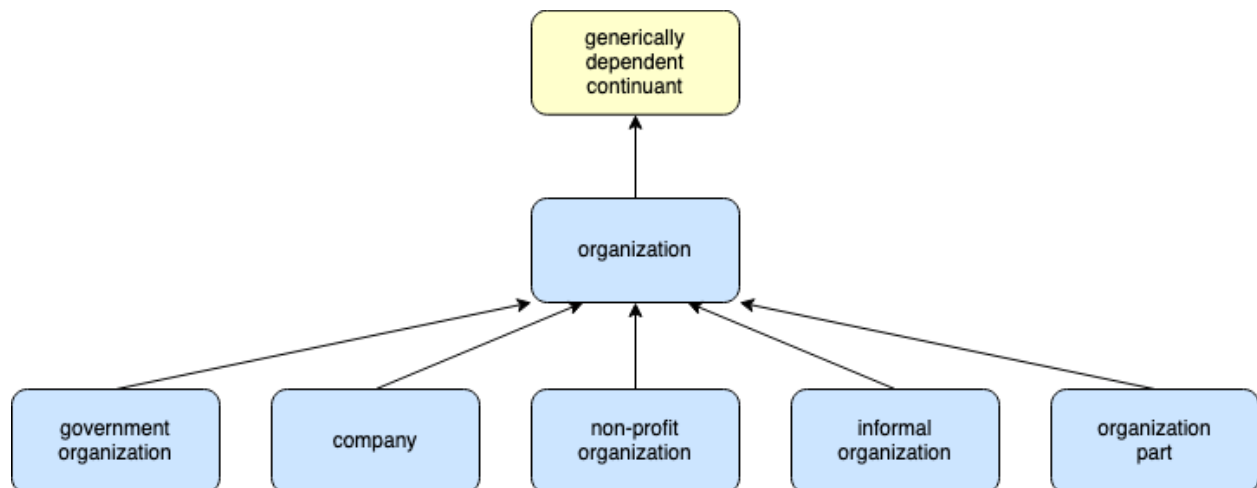 generically
dependent
continuant
organization
government
organization
company
non-profit
organization
informal
organization
organization
part